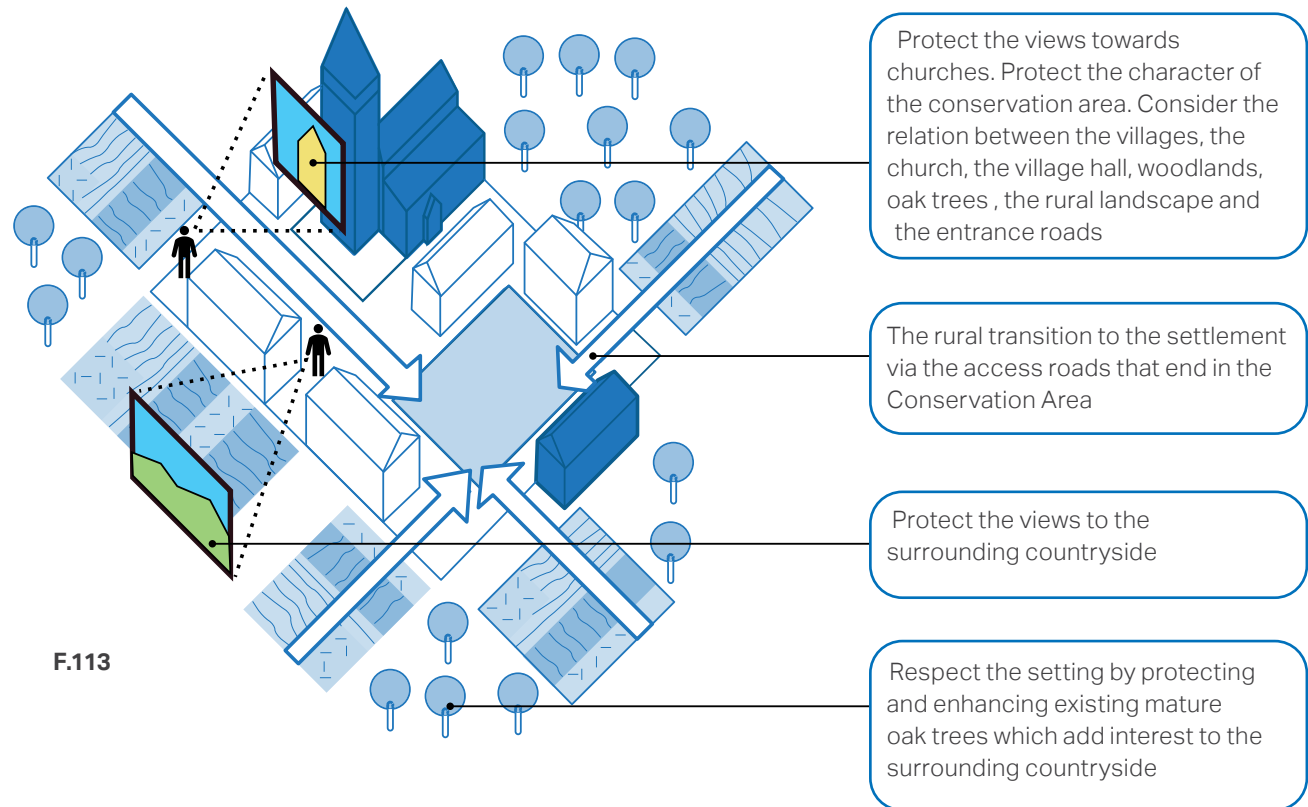 Protect the views towards
churches. Protect the character of
the conservation area. Consider the
relation between the villages, the
church, the village hall, woodlands,
oak trees , the rural landscape and
the entrance roads
The rural transition to the settlement
via the access roads that end in the
Conservation Area
Protect the views to the
surrounding countryside
Respect the setting by protecting
and enhancing existing mature
oak trees which add interest to the
surrounding countryside
F.113